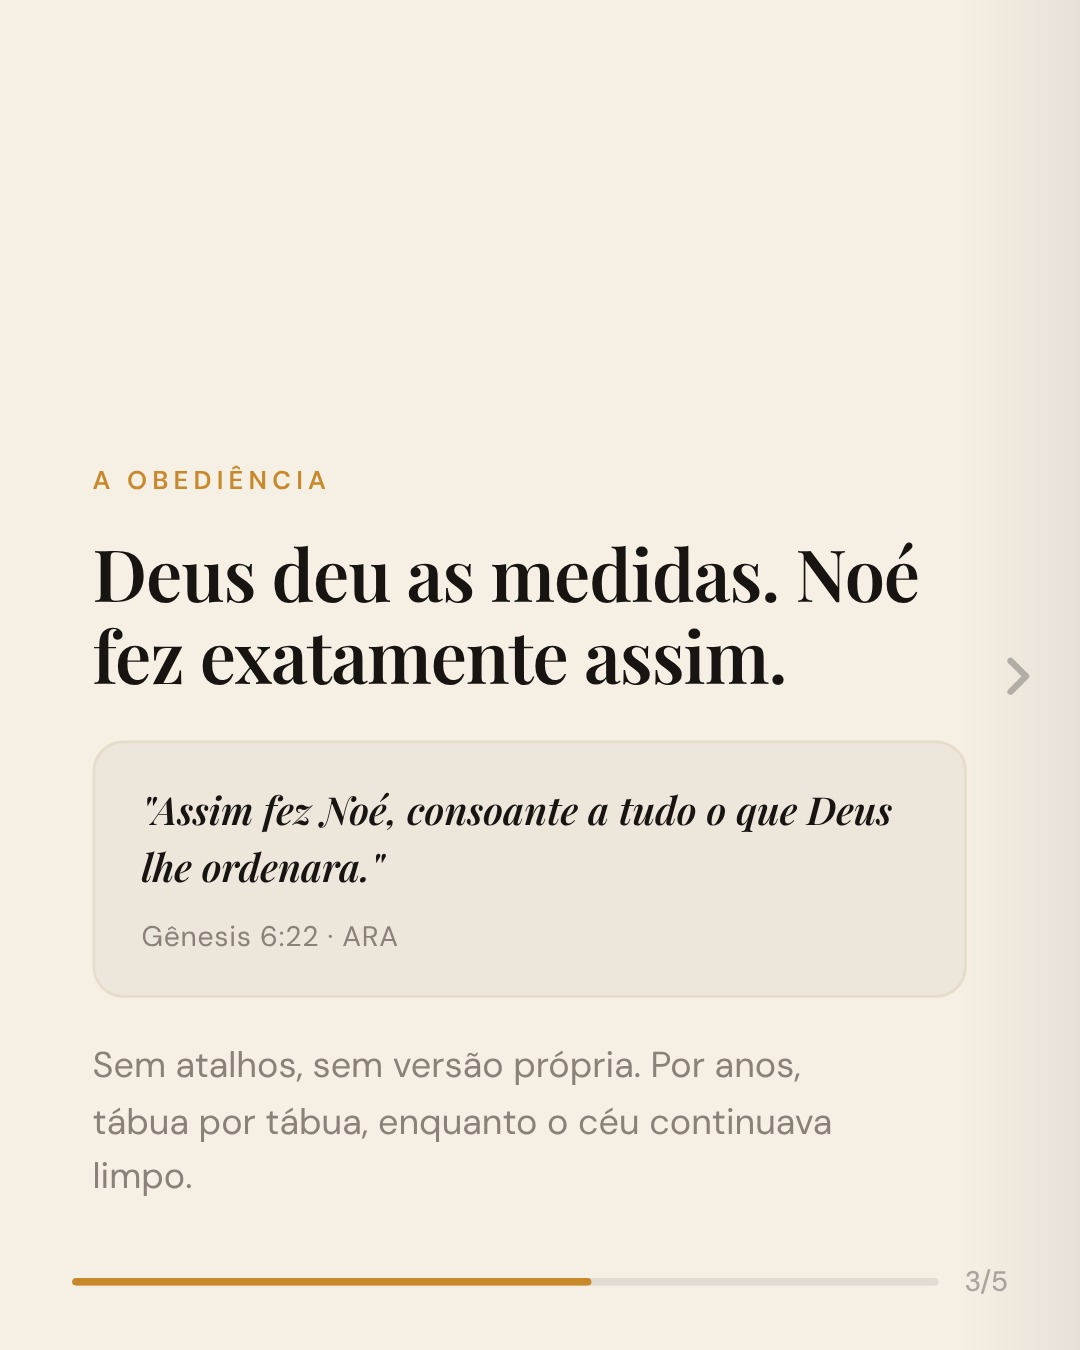 A OBEDIÊNCIA
Deus deu as medidas. Noé
fez exatamente assim.
"Assim fez Noé, consoante a tudo o que Deus
lhe ordenara."
Gênesis 6:22 · ARA
Sem atalhos, sem versão própria. Por anos,
tábua por tábua, enquanto o céu continuava
limpo.
3/5